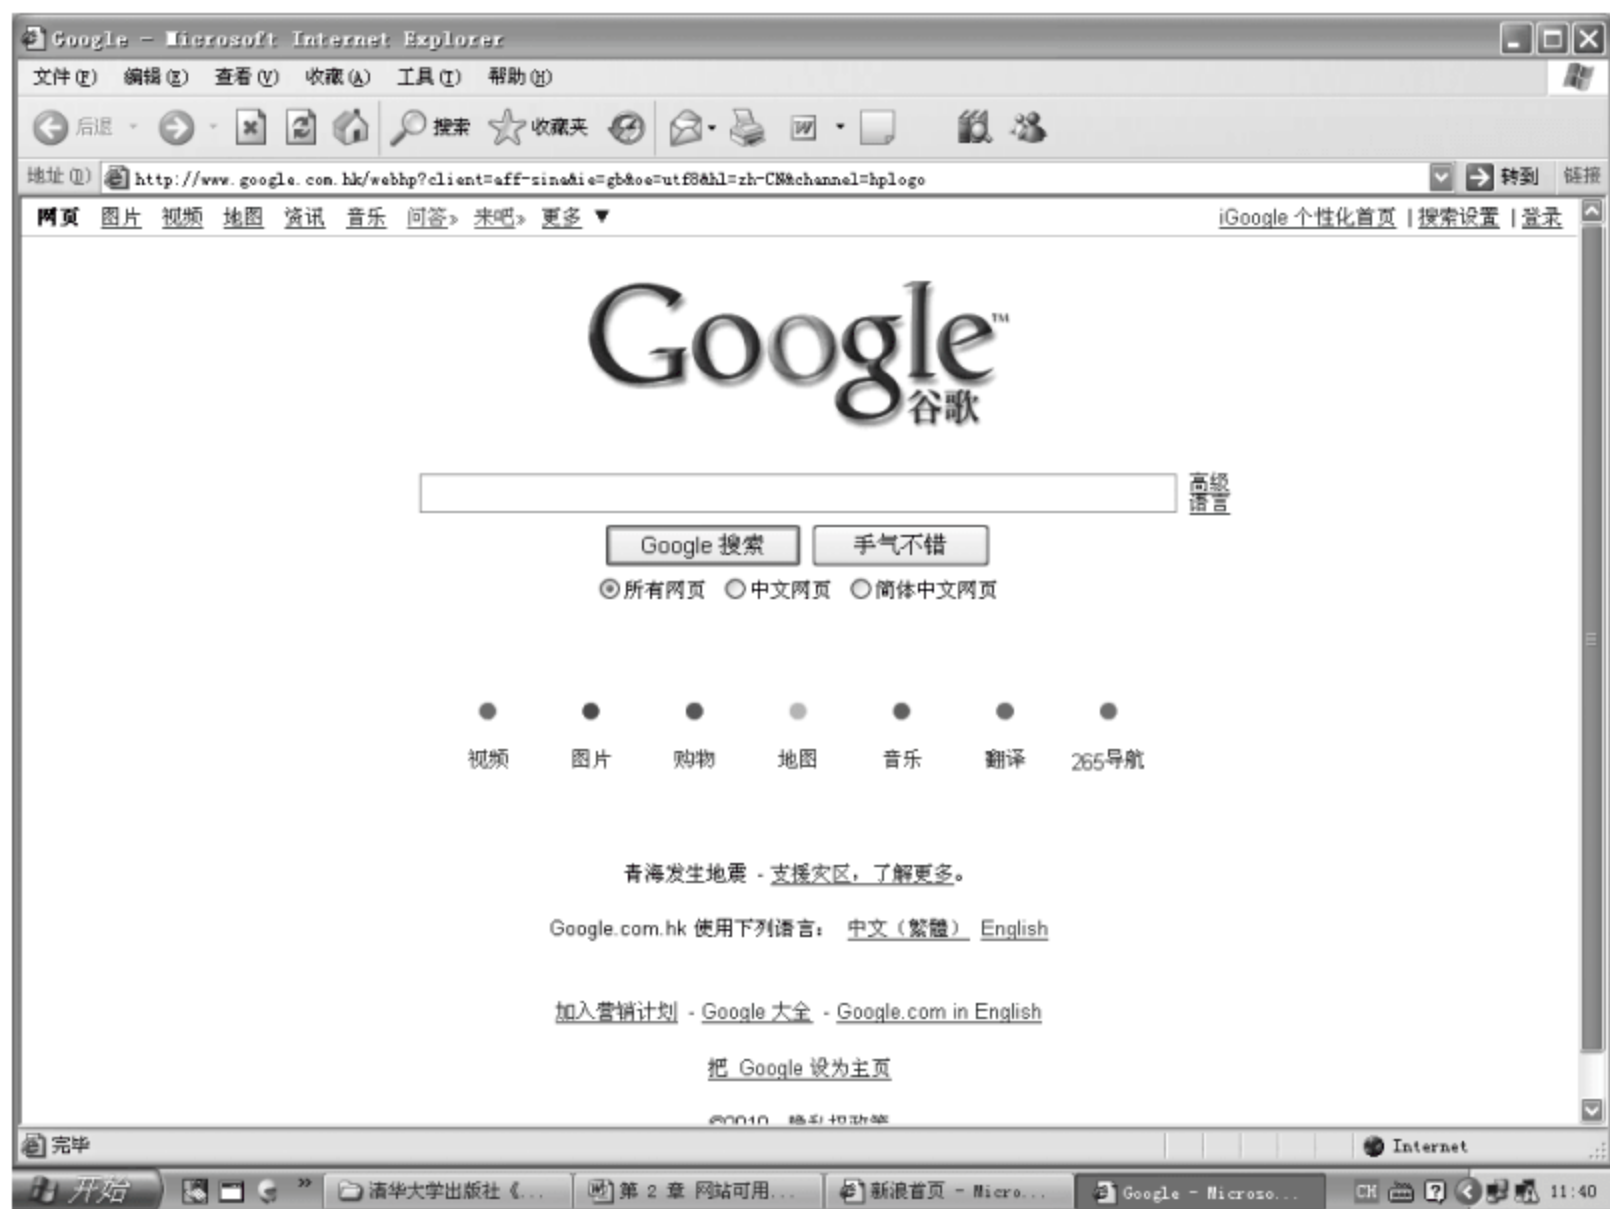 Google - Microsoft Internet Explorer
文件(F) 编辑(E) 查看(V) 收藏(A) 工具(T) 帮助(H)
后退 搜索 收藏夹
地址(D) http://www.google.com.hk/webhp?client=aff-sina&ie=gb&oe=utf8&hl=zh-CN&channel=hplogo 转到 链接
网页 图片 视频 地图 资讯 音乐 问答» 来吧» 更多 ▼ iGoogle 个性化首页 | 搜索设置 | 登录
Google™
谷歌
高级
语言
Google 搜索 手气不错
所有网页 中文网页 简体中文网页
视频 图片 购物 地图 音乐 翻译 265导航
青海发生地震 - 支援灾区，了解更多。
Google.com.hk 使用下列语言： 中文（繁體） English
加入营销计划 - Google 大全 - Google.com in English
把 Google 设为主页
©2010 隐私权政策
完毕 Internet
开始 » 清华大学出版社《... 第 2 章 网站可用... 新浪首页 - Micro... Google - Microso... CH 11:40